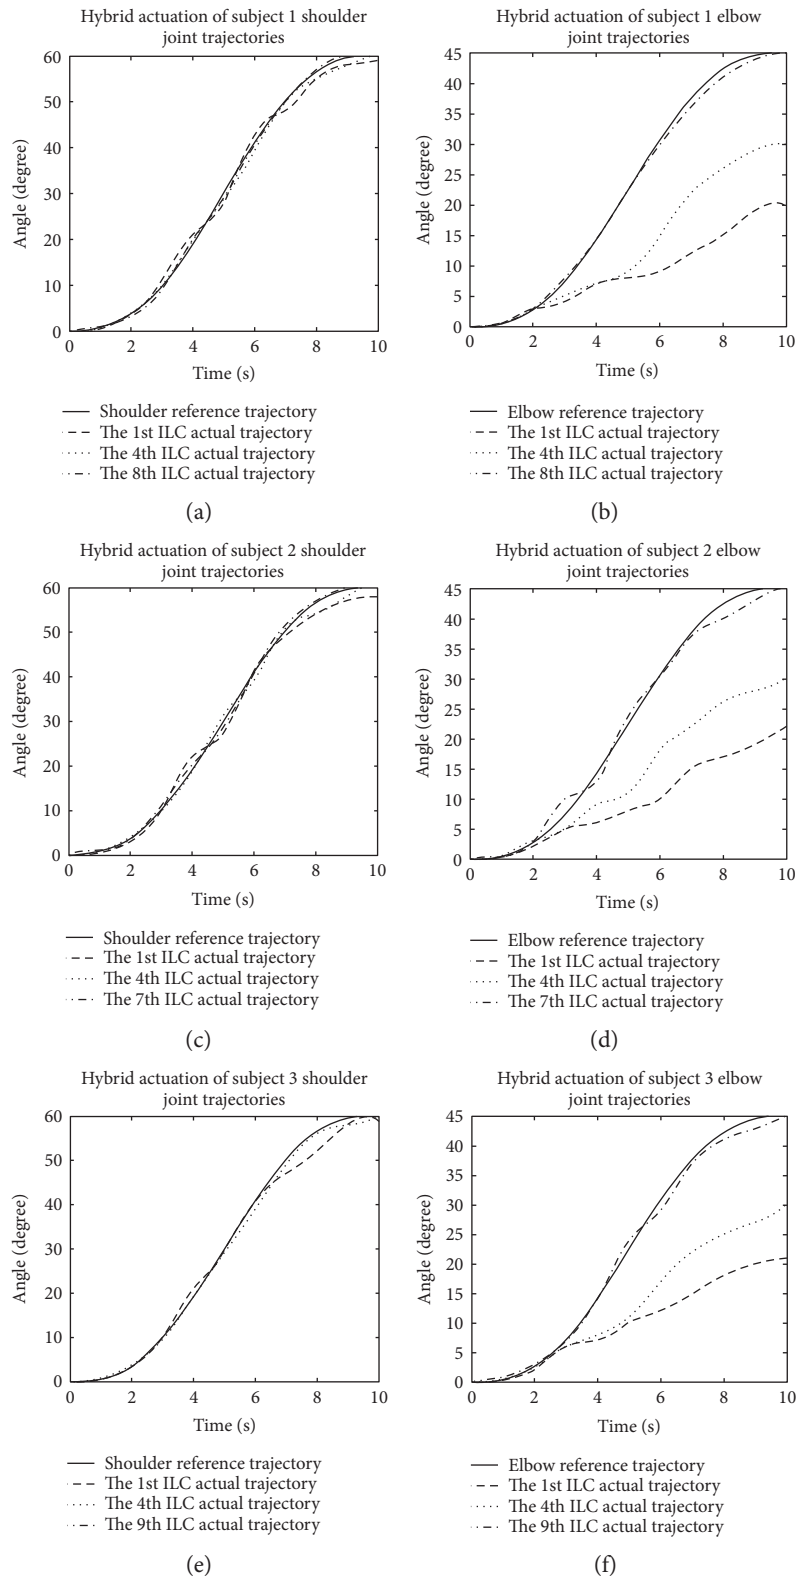 Hybrid actuation of subject 1 shoulder
joint trajectories
60
50
40
30
20
10
0
Angle (degree)
0 2 4 6 8 10
Time (s)
Shoulder reference trajectory
The 1st ILC actual trajectory
The 4th ILC actual trajectory
The 8th ILC actual trajectory
(a)
Hybrid actuation of subject 1 elbow
joint trajectories
45
40
35
30
25
20
15
10
5
0
Angle (degree)
0 2 4 6 8 10
Time (s)
Elbow reference trajectory
The 1st ILC actual trajectory
The 4th ILC actual trajectory
The 8th ILC actual trajectory
(b)
Hybrid actuation of subject 2 shoulder
joint trajectories
60
50
40
30
20
10
0
Angle (degree)
0 2 4 6 8 10
Time (s)
Shoulder reference trajectory
The 1st ILC actual trajectory
The 4th ILC actual trajectory
The 7th ILC actual trajectory
(c)
Hybrid actuation of subject 2 elbow
joint trajectories
45
40
35
30
25
20
15
10
5
0
Angle (degree)
0 2 4 6 8 10
Time (s)
Elbow reference trajectory
The 1st ILC actual trajectory
The 4th ILC actual trajectory
The 7th ILC actual trajectory
(d)
Hybrid actuation of subject 3 shoulder
joint trajectories
60
50
40
30
20
10
0
Angle (degree)
0 2 4 6 8 10
Time (s)
Shoulder reference trajectory
The 1st ILC actual trajectory
The 4th ILC actual trajectory
The 9th ILC actual trajectory
(e)
Hybrid actuation of subject 3 elbow
joint trajectories
45
40
35
30
25
20
15
10
5
0
Angle (degree)
0 2 4 6 8 10
Time (s)
Elbow reference trajectory
The 1st ILC actual trajectory
The 4th ILC actual trajectory
The 9th ILC actual trajectory
(f)